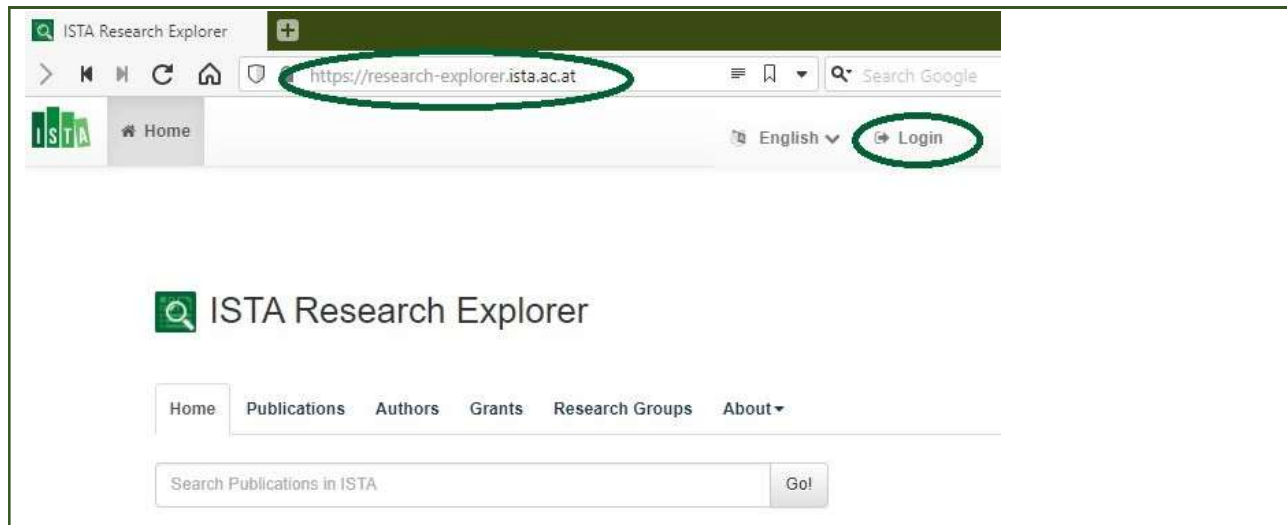 ISTA Research Explorer
https://research-explorer.ista.ac.at
Search Google
ISTA
Home
English
Login
ISTA Research Explorer
Home Publications Authors Grants Research Groups About
Search Publications in ISTA
Go!